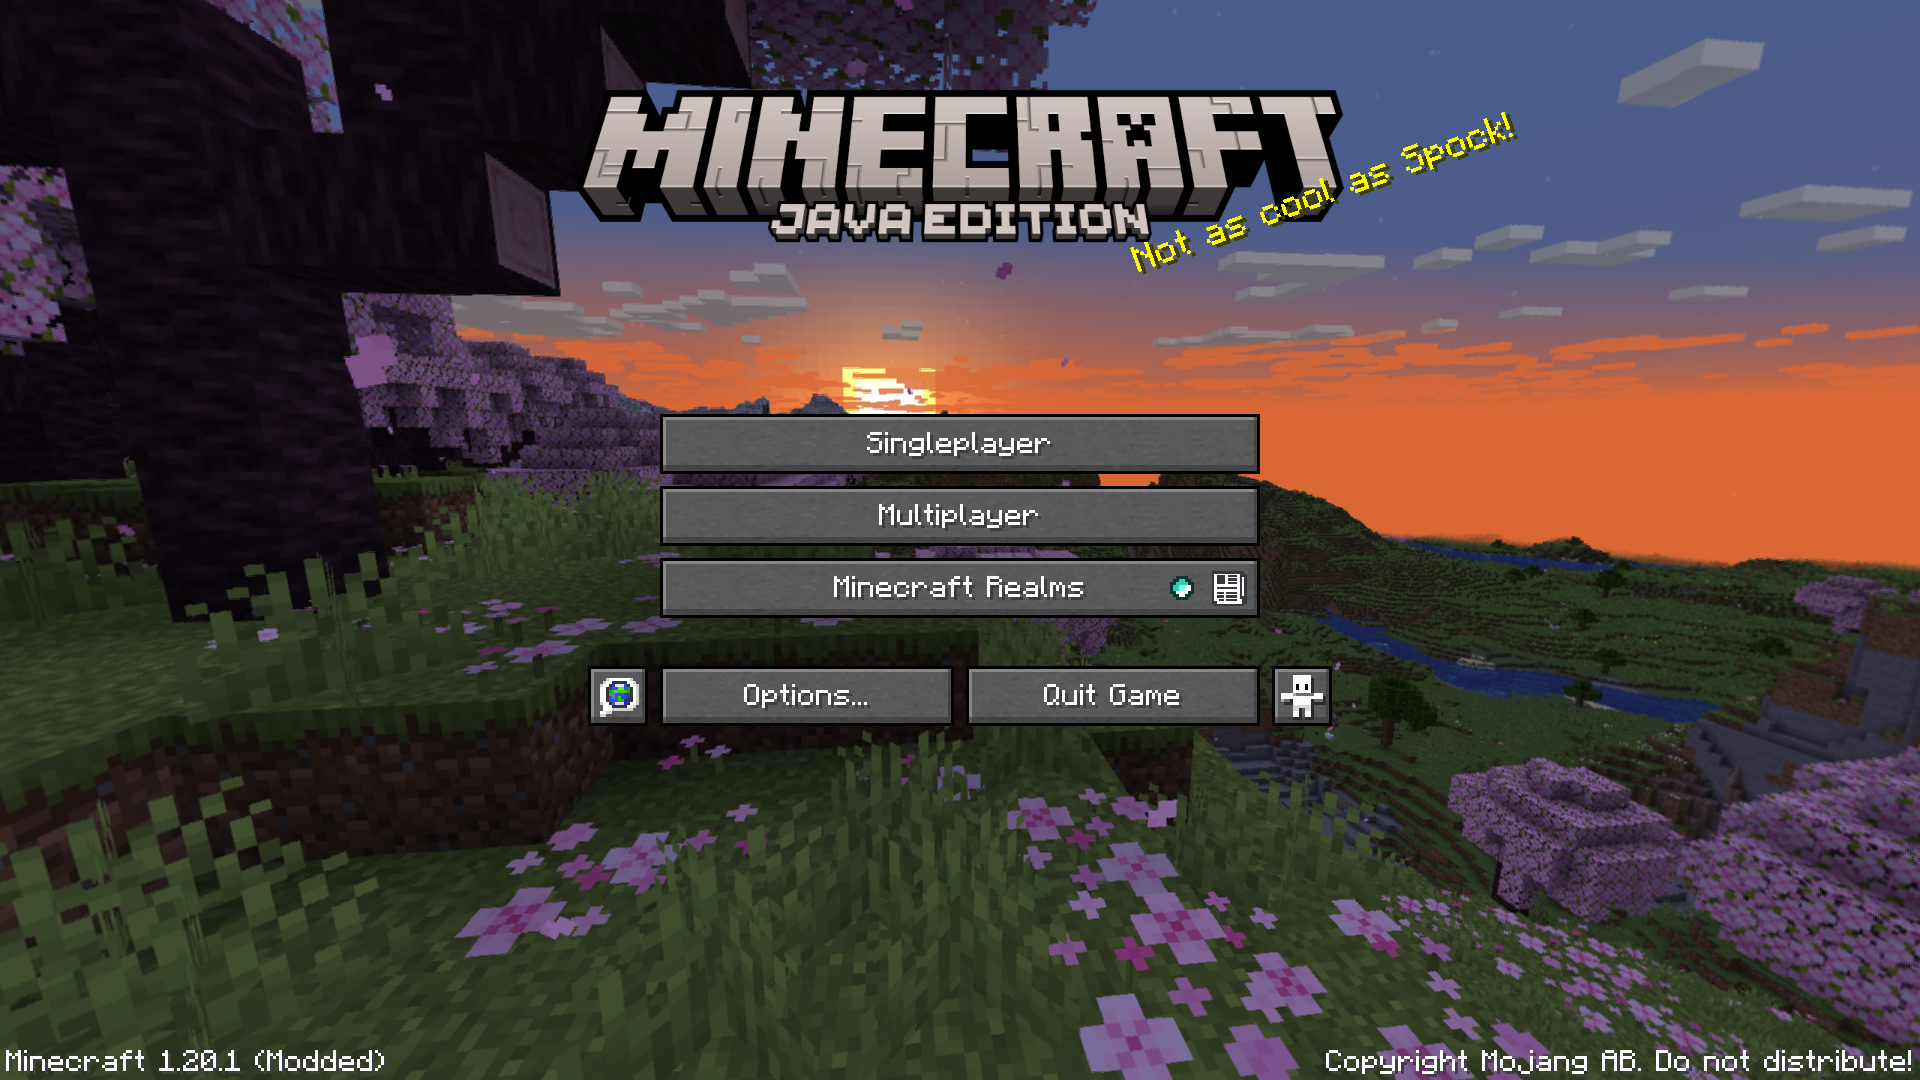 MINECRAFT
JAVA EDITION
Not as cool as Spock!
Singleplayer
Multiplayer
Minecraft Realms
Options...
Quit Game
Minecraft 1.20.1 (Modded)
Copyright Mojang AB. Do not distribute!